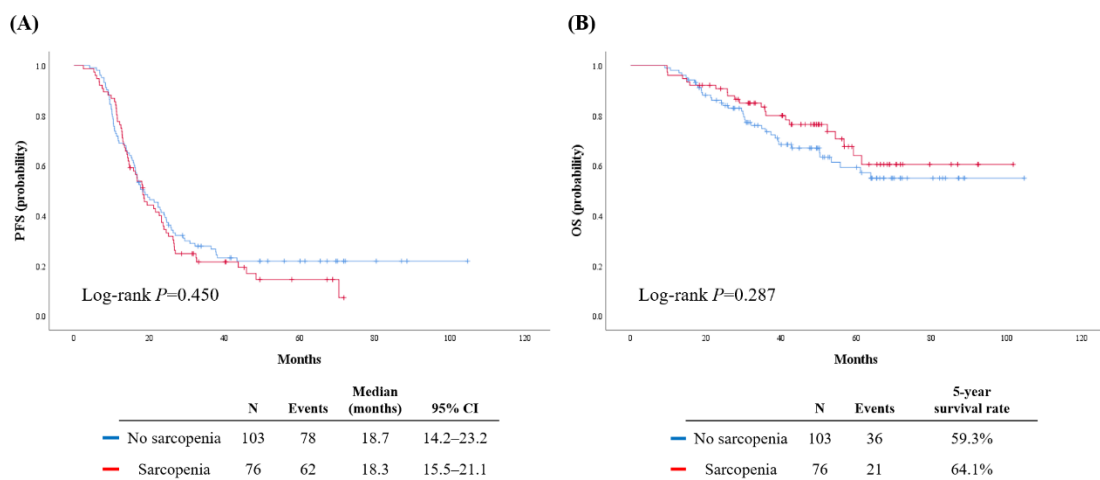 (A)
PFS (probability)
1.0
0.8
0.6
0.4
0.2
0.0
Log-rank P=0.450
0 20 40 60 80 100 120
Months
N Events Median (months) 95% CI
No sarcopenia 103 78 18.7 14.2–23.2
Sarcopenia 76 62 18.3 15.5–21.1
(B)
OS (probability)
1.0
0.8
0.6
0.4
0.2
0.0
Log-rank P=0.287
0 20 40 60 80 100 120
Months
N Events 5-year survival rate
No sarcopenia 103 36 59.3%
Sarcopenia 76 21 64.1%